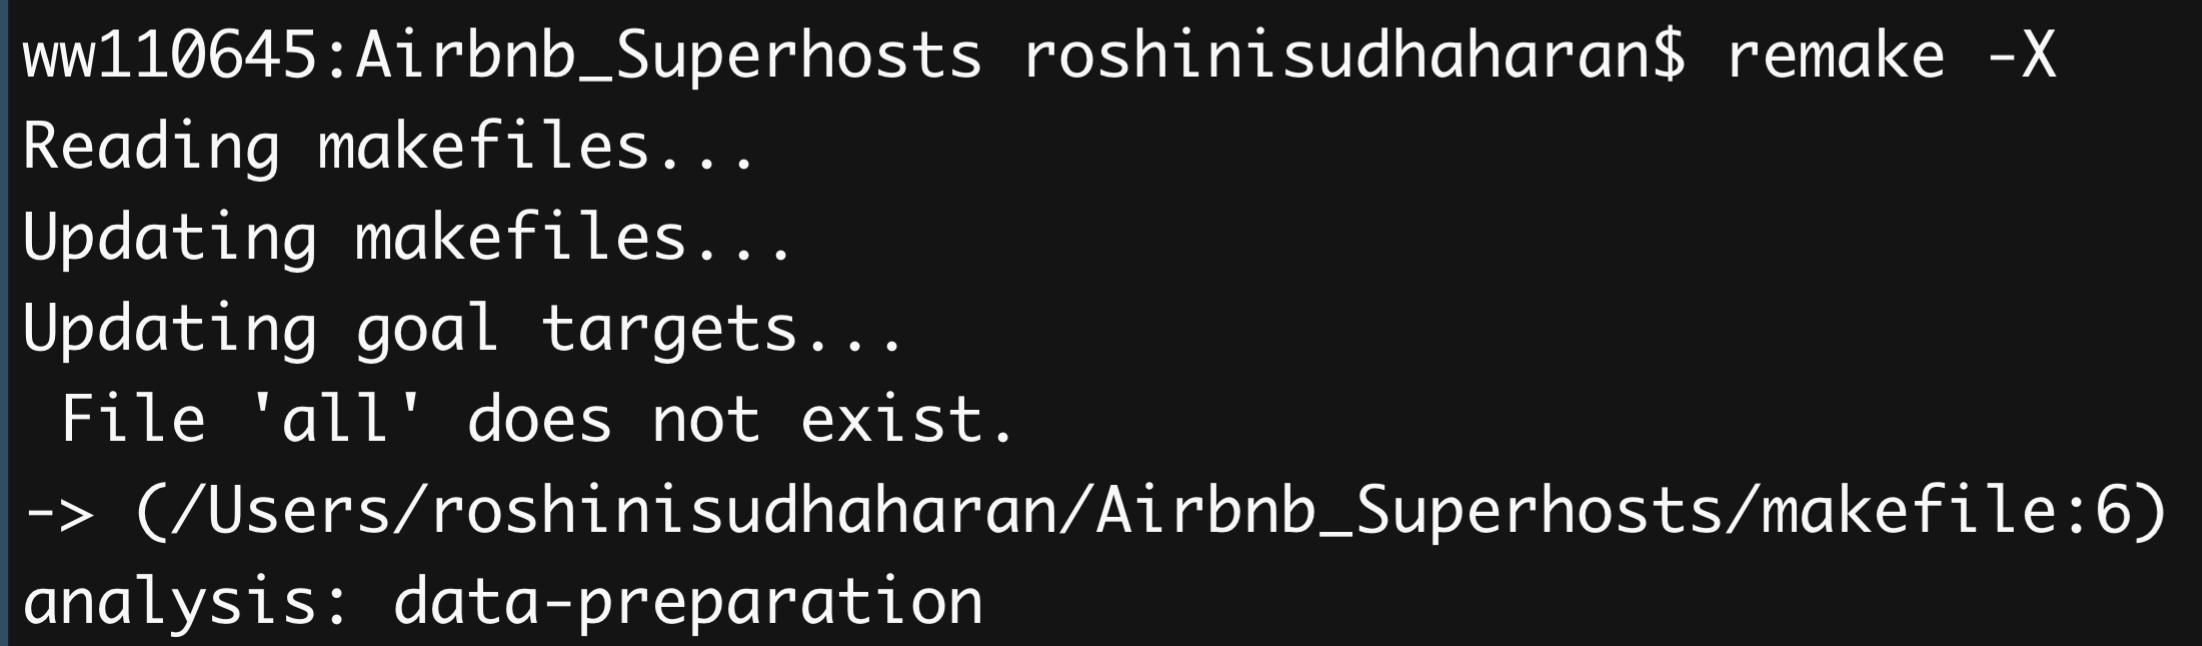 ww110645:Airbnb_Superhosts roshinisudhaharan$ remake -X
Reading makefiles...
Updating makefiles...
Updating goal targets...
 File 'all' does not exist.
-> (/Users/roshinisudhaharan/Airbnb_Superhosts/makefile:6)
analysis: data-preparation